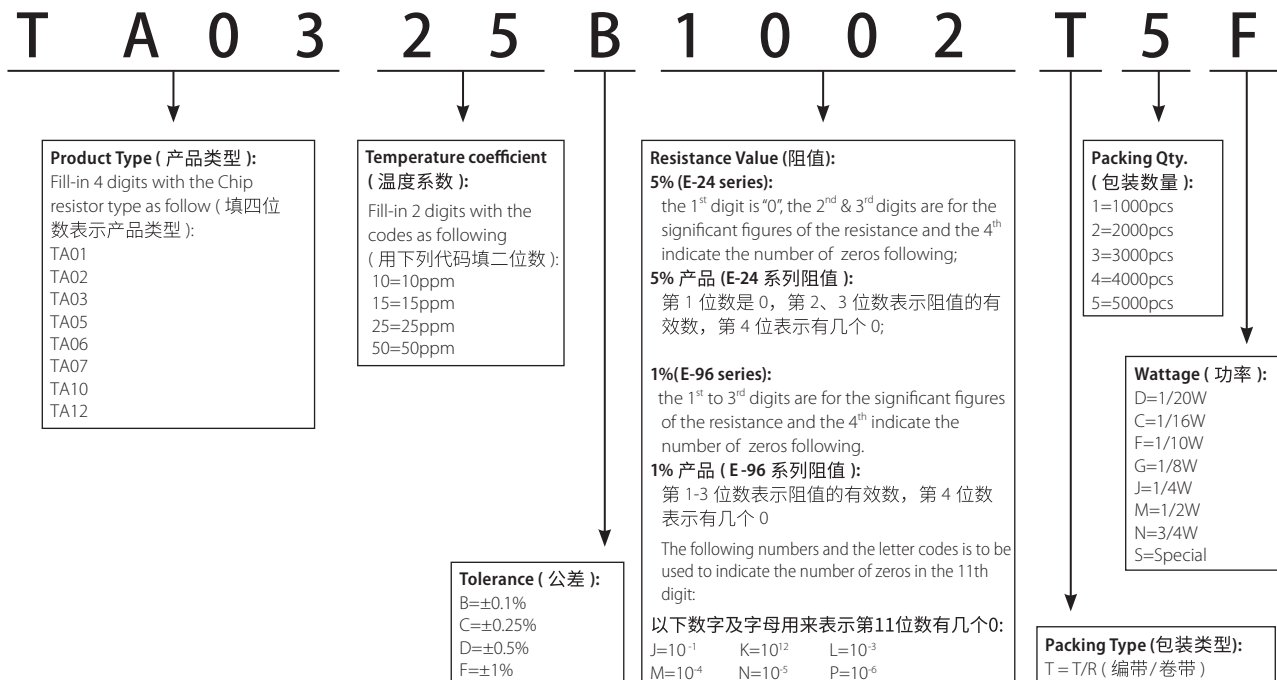 T A 0 3 2 5 B 1 0 0 2 T 5 F
Product Type ( 产品类型 ):
Fill-in 4 digits with the Chip
resistor type as follow ( 填四位
数表示产品类型 ):
TA01
TA02
TA03
TA05
TA06
TA07
TA10
TA12
Temperature coefficient
( 温度系数 ):
Fill-in 2 digits with the
codes as following
( 用下列代码填二位数 ):
10=10ppm
15=15ppm
25=25ppm
50=50ppm
Tolerance ( 公差 ):
B=±0.1%
C=±0.25%
D=±0.5%
F=±1%
Resistance Value (阻值):
5% (E-24 series):
the 1st digit is “0”, the 2nd & 3rd digits are for the
significant figures of the resistance and the 4th
indicate the number of zeros following;
5% 产品 (E-24 系列阻值 ):
第 1 位数是 0，第 2、3 位数表示阻值的有
效数，第 4 位表示有几个 0;
1%(E-96 series):
the 1st to 3rd digits are for the significant figures
of the resistance and the 4th indicate the
number of zeros following.
1% 产品 ( E -96 系列阻值 ):
第 1-3 位数表示阻值的有效数，第 4 位数
表示有几个 0
The following numbers and the letter codes is to be
used to indicate the number of zeros in the 11th
digit:
以下数字及字母用来表示第11位数有几个0:
J=10-1 K=1012 L=10-3
M=10-4 N=10-5 P=10-6
Packing Type (包装类型):
T = T/R ( 编带/卷带 )
Packing Qty.
( 包装数量 ):
1=1000pcs
2=2000pcs
3=3000pcs
4=4000pcs
5=5000pcs
Wattage ( 功率 ):
D=1/20W
C=1/16W
F=1/10W
G=1/8W
J=1/4W
M=1/2W
N=3/4W
S=Special